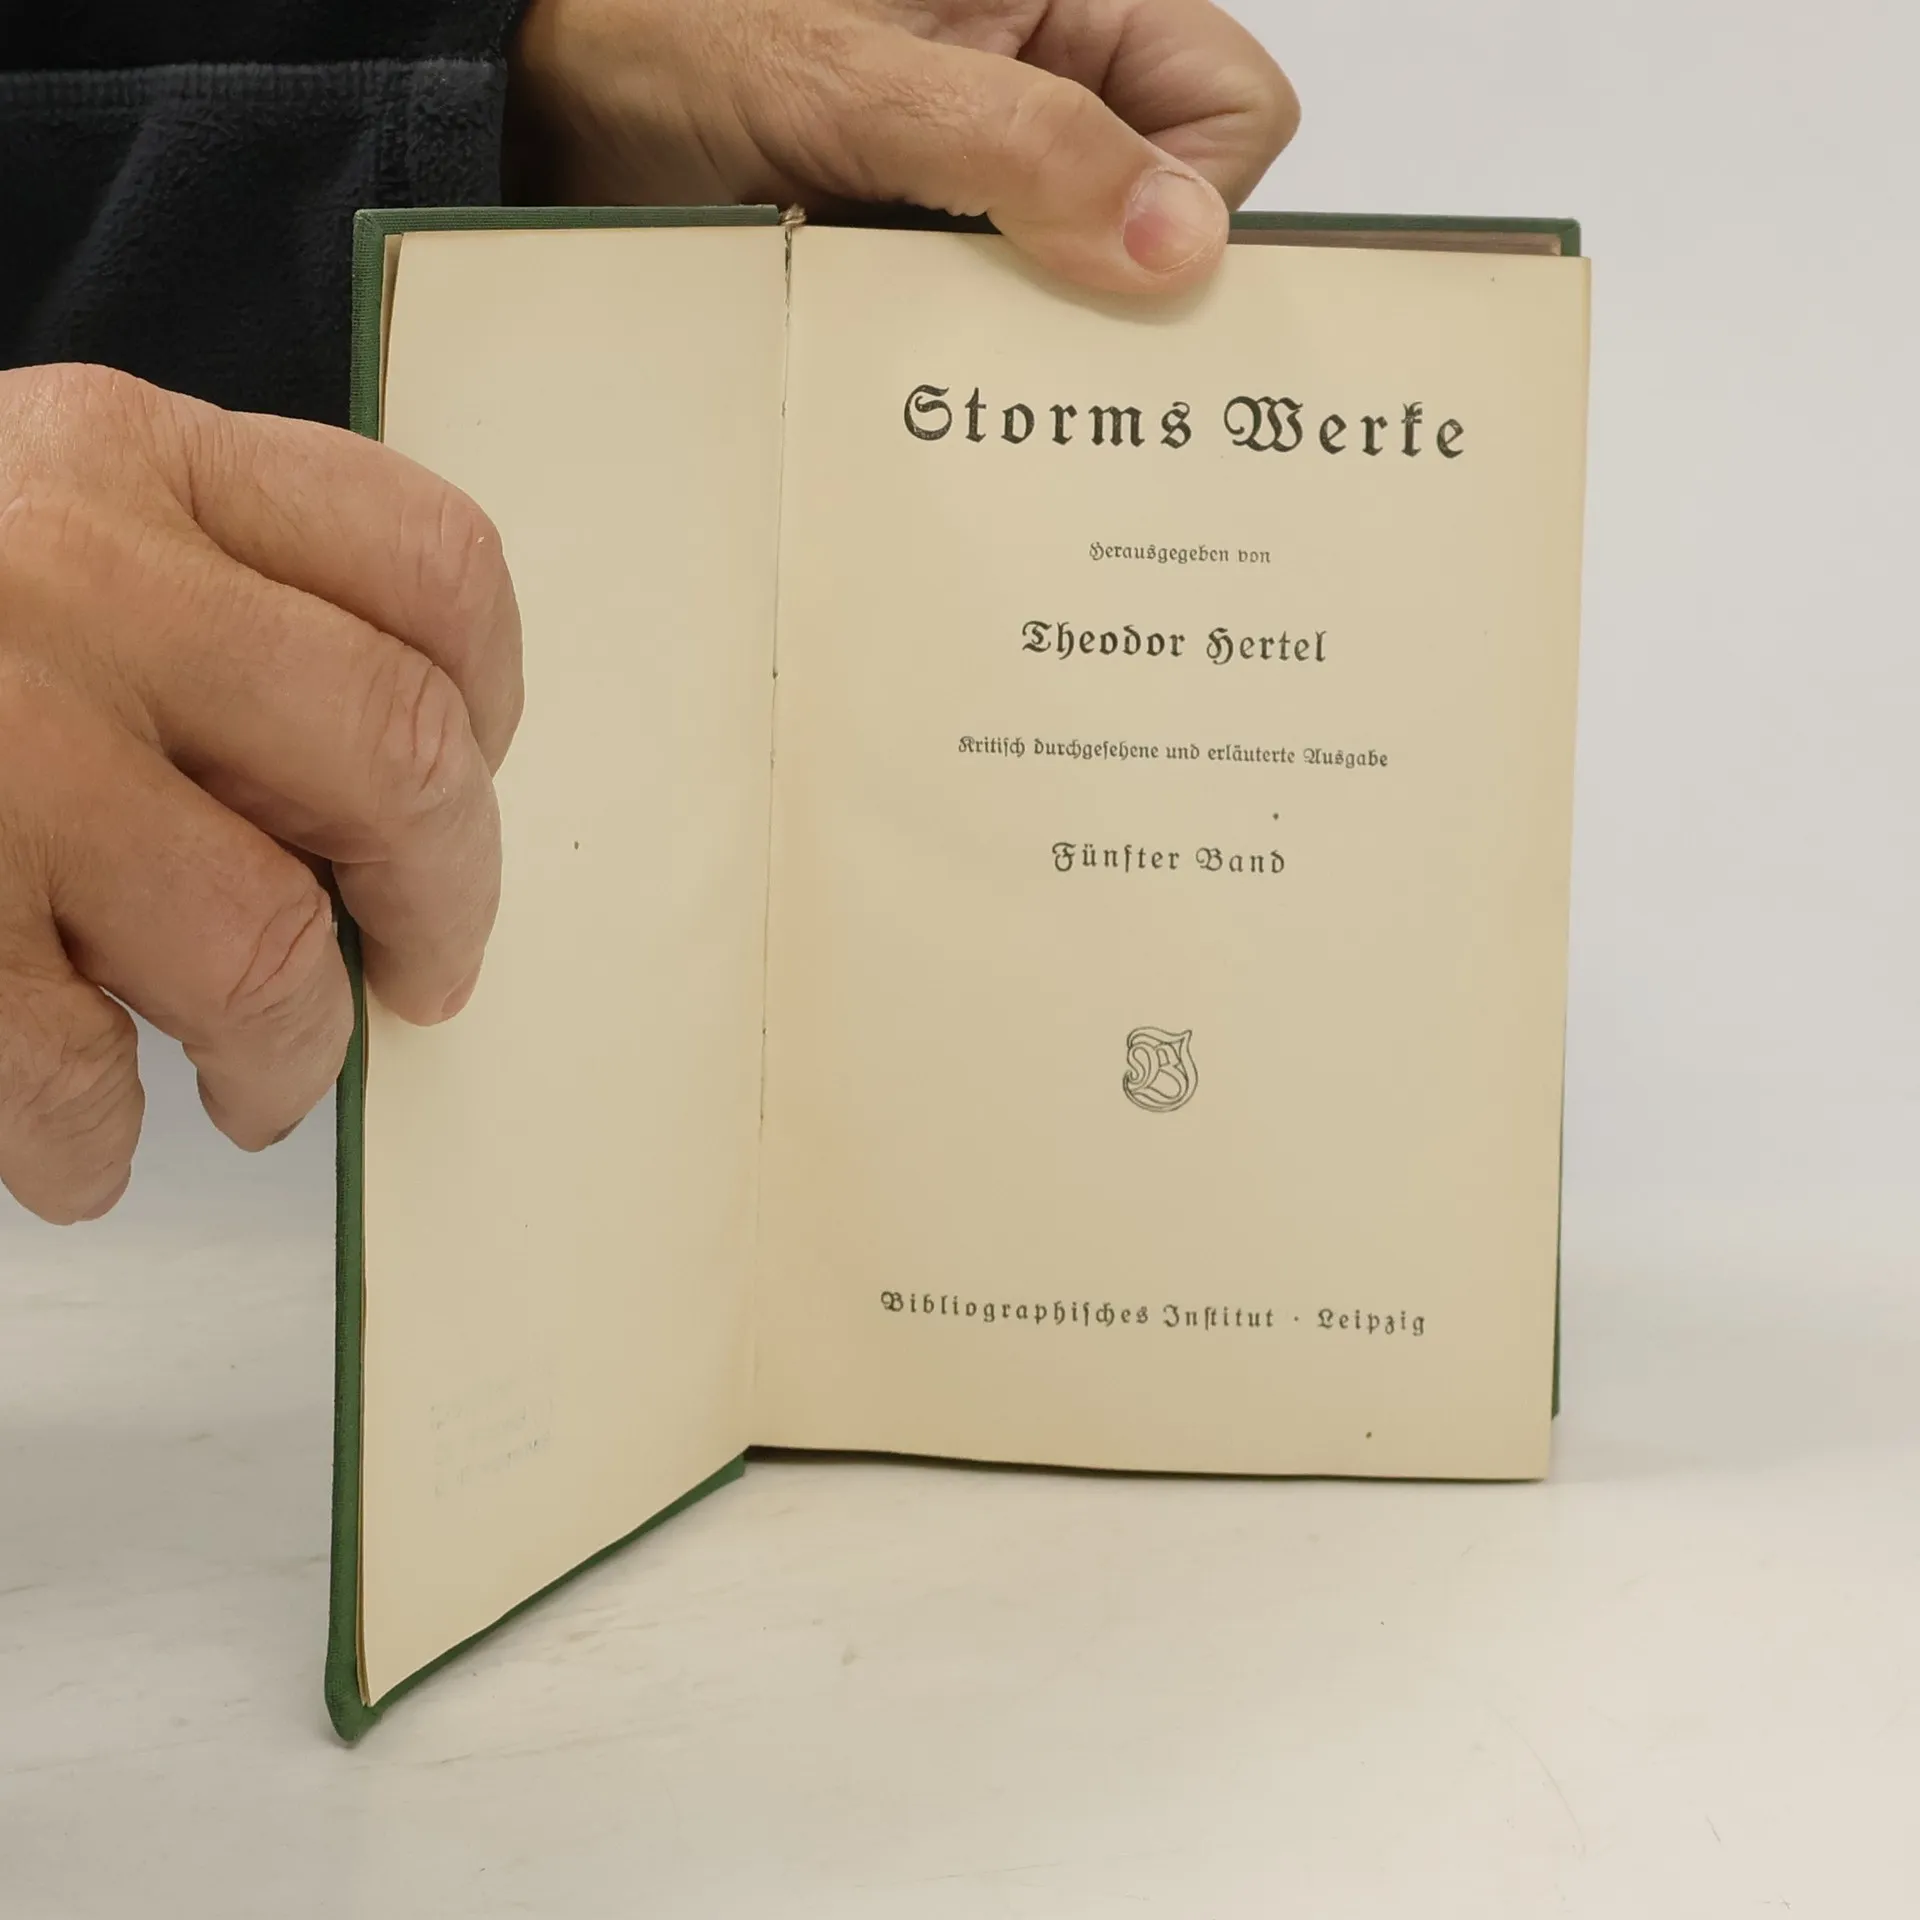 Storms Werke
Herausgegeben von
Theodor Hertel
Kritiſch durchgeſehene und erläuterte Ausgabe
Fünfter Band
Bibliographiſches Inſtitut · Leipzig